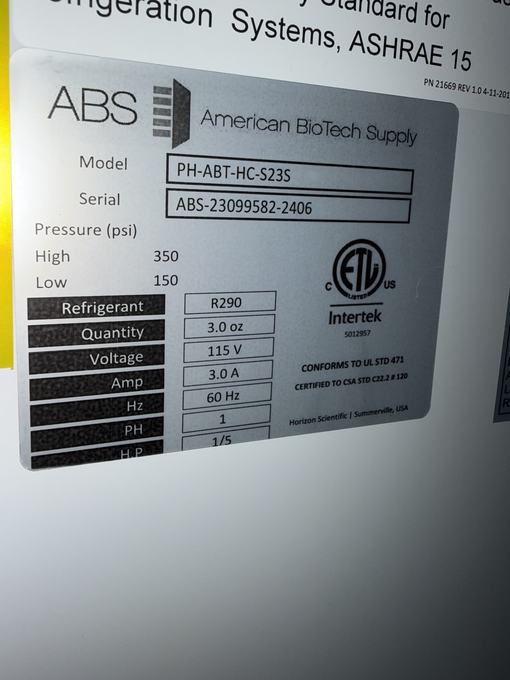 Standard for
Systems, ASHRAE 15
PN 21669 REV 1.0 4-11-201
ABS American BioTech Supply
Model PH-ABT-HC-S23S
Serial ABS-23099582-2406
Pressure (psi)
High 350
Low 150
Refrigerant R290
Quantity 3.0 oz
Voltage 115 V
Amp 3.0 A
Hz 60 Hz
PH 1
H.P 1/5
C ETL US
LISTED
Intertek
5012957
CONFORMS TO UL STD 471
CERTIFIED TO CSA STD C22.2 # 120
Horizon Scientific | Summerville, USA